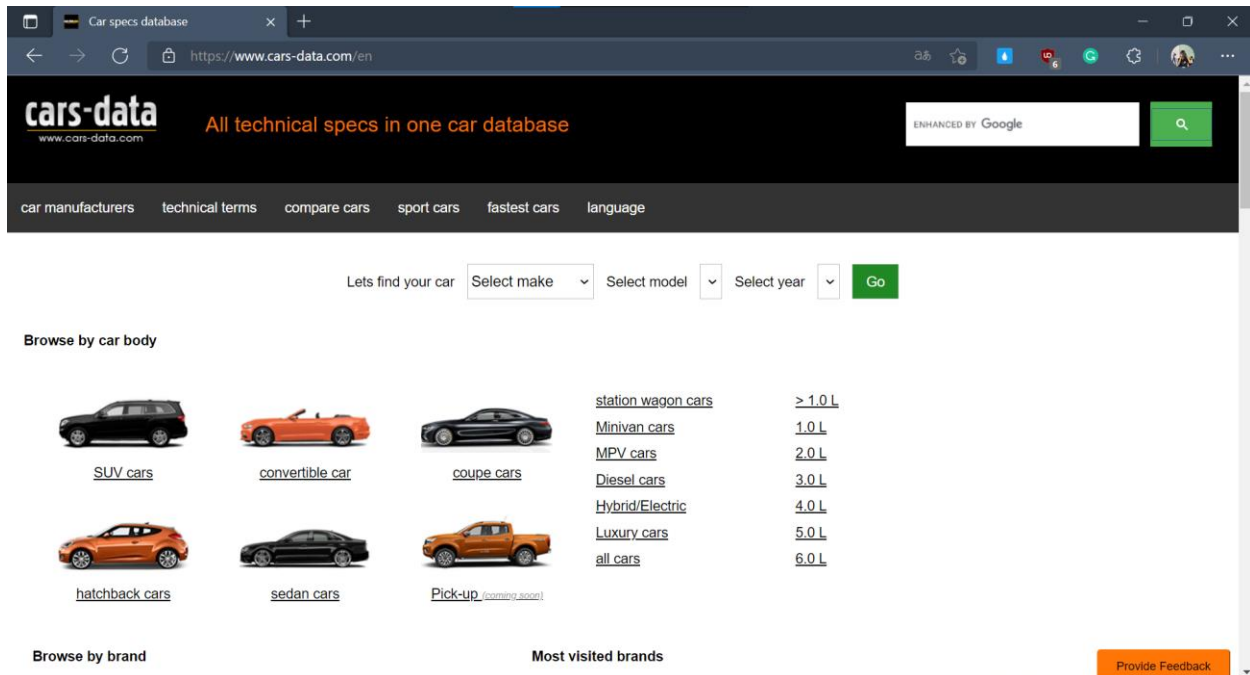 Car specs database
https://www.cars-data.com/en
6
cars-data
www.cars-data.com
All technical specs in one car database
ENHANCED BY Google
car manufacturers technical terms compare cars sport cars fastest cars language
Lets find your car Select make Select model Select year Go
Browse by car body
SUV cars convertible car coupe cars
hatchback cars sedan cars Pick-up (coming soon)
station wagon cars > 1.0 L
Minivan cars 1.0 L
MPV cars 2.0 L
Diesel cars 3.0 L
Hybrid/Electric 4.0 L
Luxury cars 5.0 L
all cars 6.0 L
Browse by brand Most visited brands
Provide Feedback